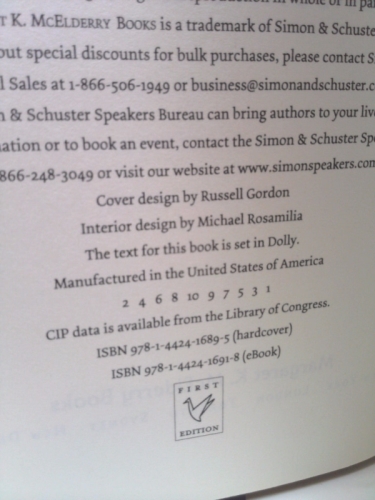 T K. MCELDERRY BOOKS is a trademark of Simon & Schuste
out special discounts for bulk purchases, please contact S
l Sales at 1-866-506-1949 or business@simonandschuster.c
n & Schuster Speakers Bureau can bring authors to your live
ation or to book an event, contact the Simon & Schuster Spe
866-248-3049 or visit our website at www.simonspeakers.com
Cover design by Russell Gordon
Interior design by Michael Rosamilia
The text for this book is set in Dolly.
Manufactured in the United States of America
2 4 6 8 10 9 7 5 3 1
CIP data is available from the Library of Congress.
ISBN 978-1-4424-1689-5 (hardcover)
ISBN 978-1-4424-1691-8 (eBook)
FIRST
EDITION